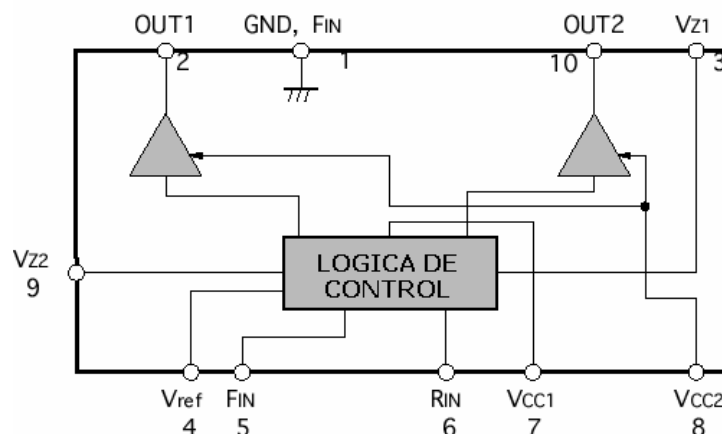 OUT1 GND, FIN OUT2 VZ1
2 1 10 3
VZ2
9
LOGICA DE
CONTROL
Vref FIN RIN VCC1 VCC2
4 5 6 7 8